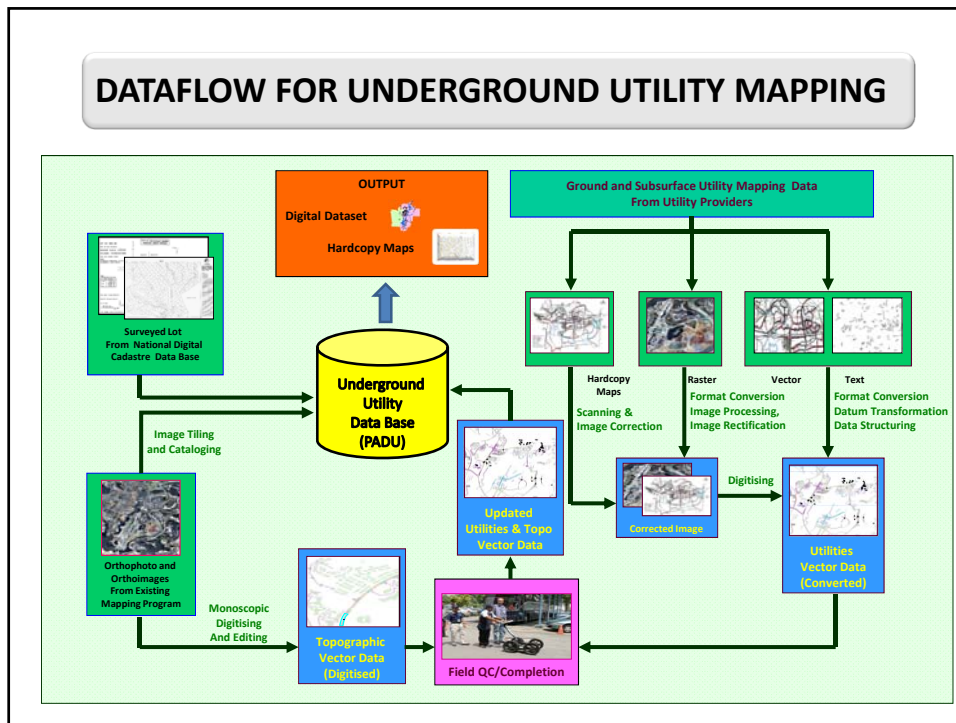 DATAFLOW FOR UNDERGROUND UTILITY MAPPING
OUTPUT
Digital Dataset
Hardcopy Maps
Ground and Subsurface Utility Mapping Data
From Utility Providers
Surveyed Lot
From National Digital
Cadastre Data Base
Underground
Utility
Data Base
(PADU)
Hardcopy
Maps
Raster
Vector
Text
Scanning &
Image Correction
Format Conversion
Image Processing,
Image Rectification
Format Conversion
Datum Transformation
Data Structuring
Image Tiling
and Cataloging
Orthophoto and
Orthoimages
From Existing
Mapping Program
Updated
Utilities & Topo
Vector Data
Corrected Image
Digitising
Utilities
Vector Data
(Converted)
Monoscopic
Digitising
And Editing
Topographic
Vector Data
(Digitised)
Field QC/Completion